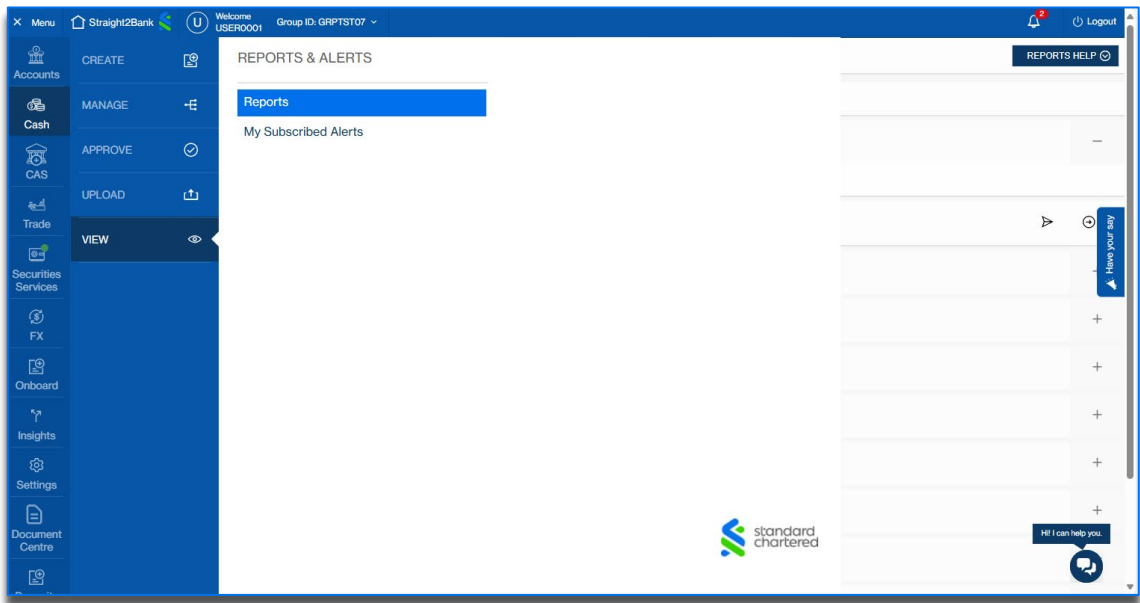 Menu
Straight2Bank
U
Welcome
USER0001
Group ID: GRPTST07
2
Logout
Accounts
Cash
CAS
Trade
Securities
Services
FX
Onboard
Insights
Settings
Document
Centre
CREATE
MANAGE
APPROVE
UPLOAD
VIEW
REPORTS & ALERTS
Reports
My Subscribed Alerts
REPORTS HELP
Have your say
standard
chartered
Hi! I can help you.